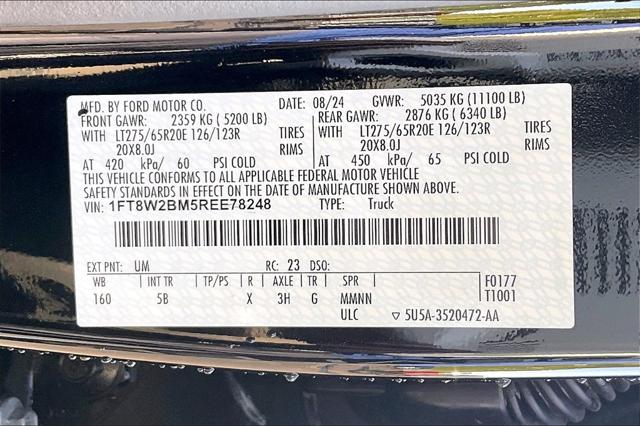 MFD. BY FORD MOTOR CO. DATE: 08/24 GVWR: 5035 KG (11100 LB)
FRONT GAWR: 2359 KG (5200 LB) REAR GAWR: 2876 KG (6340 LB)
WITH LT275/65R20E 126/123R TIRES WITH LT275/65R20E 126/123R TIRES
20X8.0J RIMS 20X8.0J RIMS
AT 420 kPa/ 60 PSI COLD AT 450 kPa/ 65 PSI COLD
THIS VEHICLE CONFORMS TO ALL APPLICABLE FEDERAL MOTOR VEHICLE
SAFETY STANDARDS IN EFFECT ON THE DATE OF MANUFACTURE SHOWN ABOVE.
VIN: 1FT8W2BM5REE78248 TYPE: Truck
EXT PNT: UM RC: 23 DSO:
WB INT TR TP/PS R AXLE TR SPR F0177
160 5B X 3H G MMNN T1001
ULC ▽ 5U5A-3520472-AA